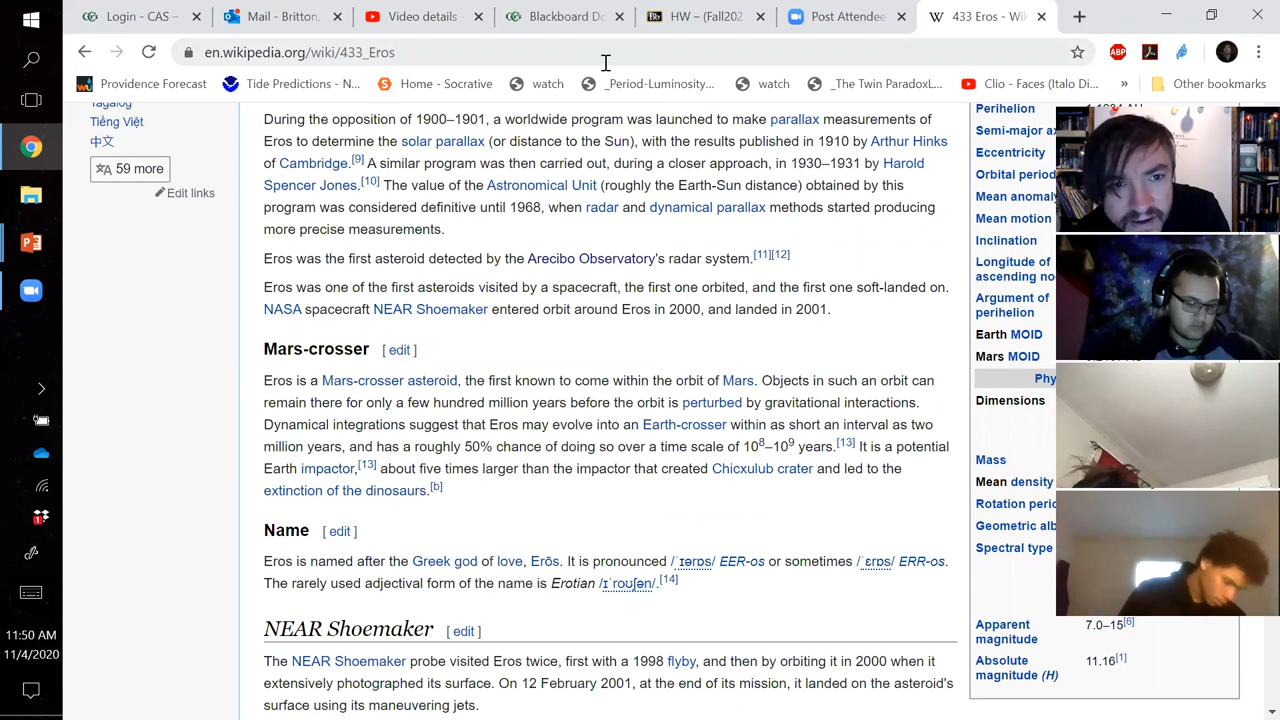 Login - CAS –
Mail - Britton,
Video details
Blackboard Do
Bb
HW – (Fall202
Post Attendee
W
433 Eros - Wi
en.wikipedia.org/wiki/433_Eros
ABP
Providence Forecast
Tide Predictions - N...
Home - Socrative
watch
_Period-Luminosity...
watch
_The Twin ParadoxL...
Clio - Faces (Italo Di...
»
Other bookmarks
Tagalog
Tiếng Việt
中文
59 more
Edit links
During the opposition of 1900–1901, a worldwide program was launched to make parallax measurements of
Eros to determine the solar parallax (or distance to the Sun), with the results published in 1910 by Arthur Hinks
of Cambridge.[9] A similar program was then carried out, during a closer approach, in 1930–1931 by Harold
Spencer Jones.[10] The value of the Astronomical Unit (roughly the Earth-Sun distance) obtained by this
program was considered definitive until 1968, when radar and dynamical parallax methods started producing
more precise measurements.
Eros was the first asteroid detected by the Arecibo Observatory's radar system.[11][12]
Eros was one of the first asteroids visited by a spacecraft, the first one orbited, and the first one soft-landed on.
NASA spacecraft NEAR Shoemaker entered orbit around Eros in 2000, and landed in 2001.
Mars-crosser [ edit ]
Eros is a Mars-crosser asteroid, the first known to come within the orbit of Mars. Objects in such an orbit can
remain there for only a few hundred million years before the orbit is perturbed by gravitational interactions.
Dynamical integrations suggest that Eros may evolve into an Earth-crosser within as short an interval as two
million years, and has a roughly 50% chance of doing so over a time scale of 10⁸–10⁹ years.[13] It is a potential
Earth impactor,[13] about five times larger than the impactor that created Chicxulub crater and led to the
extinction of the dinosaurs.[b]
Name [ edit ]
Eros is named after the Greek god of love, Erōs. It is pronounced /ˈɪərɒs/ EER-os or sometimes /ˈɛrɒs/ ERR-os.
The rarely used adjectival form of the name is Erotian /ɪˈroʊʃən/.[14]
NEAR Shoemaker [ edit ]
The NEAR Shoemaker probe visited Eros twice, first with a 1998 flyby, and then by orbiting it in 2000 when it
extensively photographed its surface. On 12 February 2001, at the end of its mission, it landed on the asteroid's
surface using its maneuvering jets.
Perihelion
Semi-major ax
Eccentricity
Orbital period
Mean anomaly
Mean motion
Inclination
Longitude of
ascending no
Argument of
perihelion
Earth MOID
Mars MOID
Phy
Dimensions
Mass
Mean density
Rotation perio
Geometric alb
Spectral type
Apparent
magnitude
7.0–15[6]
Absolute
magnitude (H)
11.16[1]
1
11:50 AM
11/4/2020